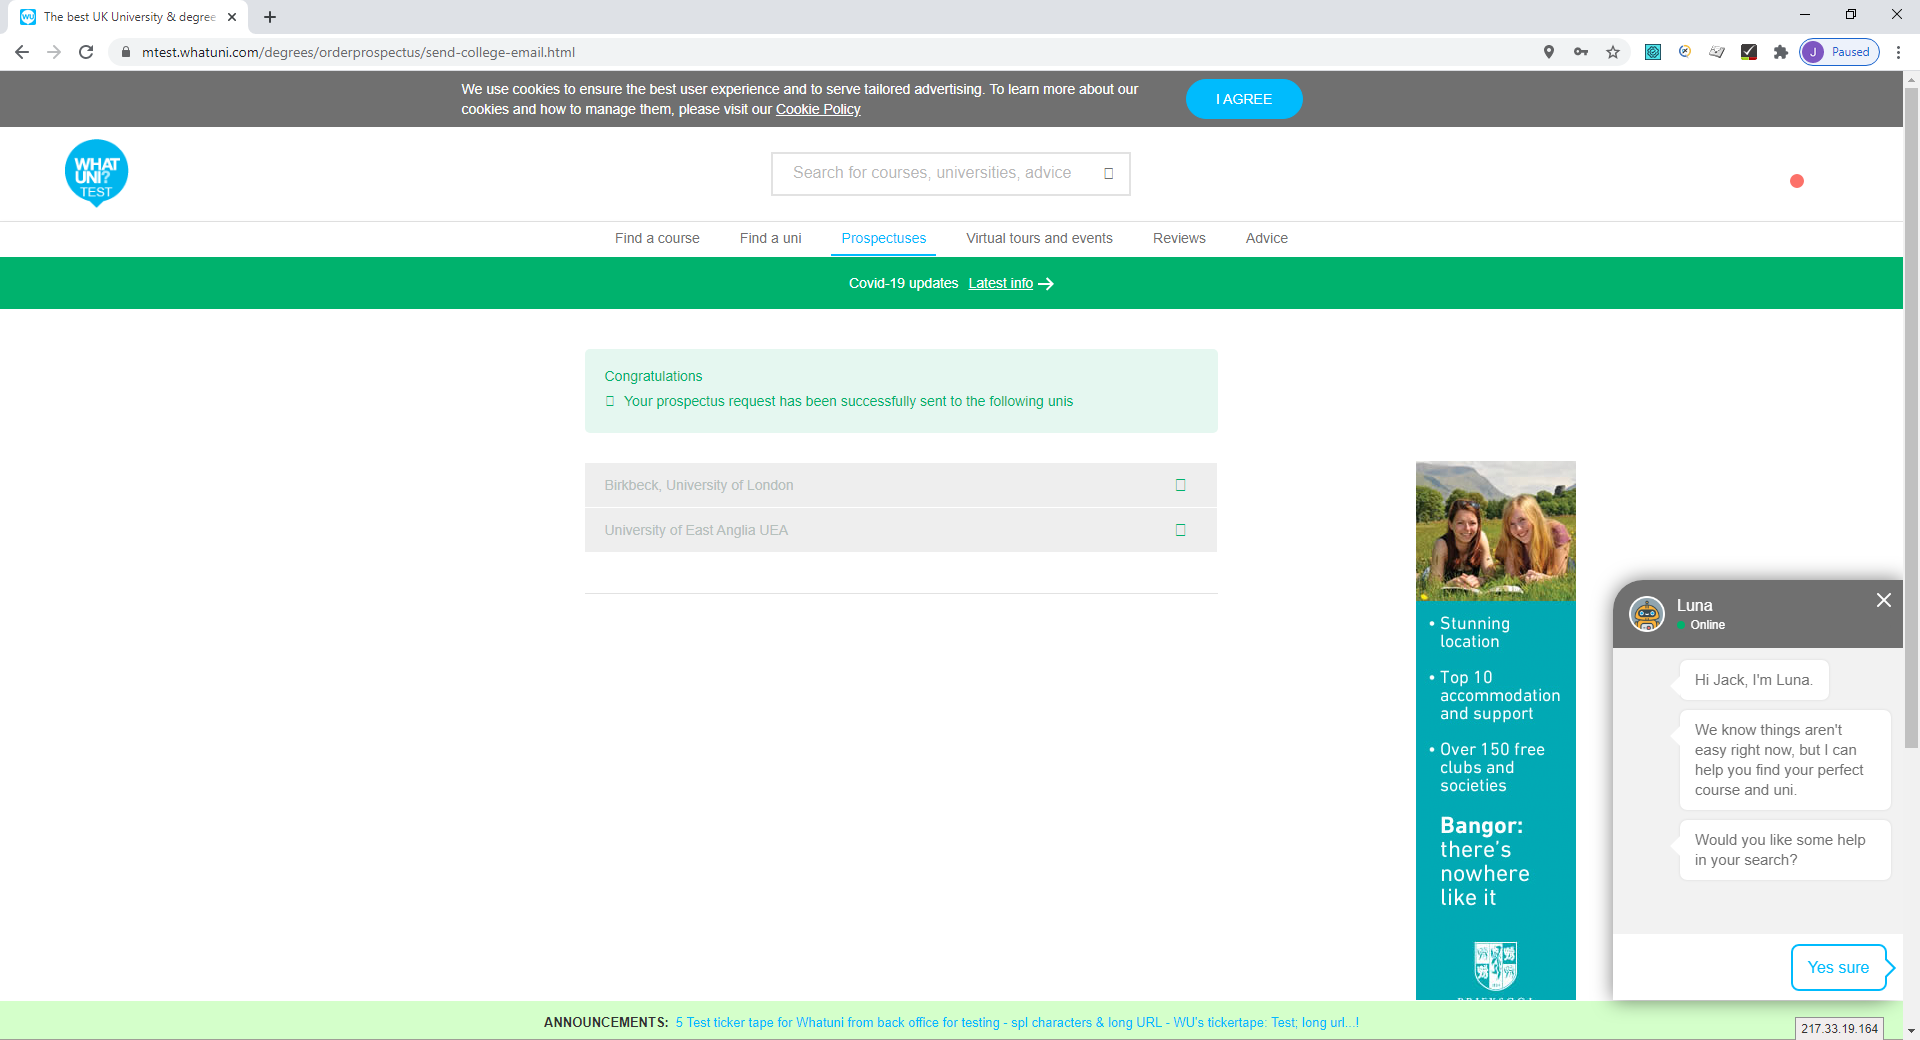 The best UK University & degree
mtest.whatuni.com/degrees/orderprospectus/send-college-email.html
J Paused
We use cookies to ensure the best user experience and to serve tailored advertising. To learn more about our
cookies and how to manage them, please visit our Cookie Policy
I AGREE
WHAT
UNI?
TEST
Search for courses, universities, advice
Find a course Find a uni Prospectuses Virtual tours and events Reviews Advice
Covid-19 updates Latest info
Congratulations
Your prospectus request has been successfully sent to the following unis
Birkbeck, University of London
University of East Anglia UEA
• Stunning
location
• Top 10
accommodation
and support
• Over 150 free
clubs and
societies
Bangor:
there's
nowhere
like it
Luna
Online
Hi Jack, I'm Luna.
We know things aren't
easy right now, but I can
help you find your perfect
course and uni.
Would you like some help
in your search?
Yes sure
ANNOUNCEMENTS: 5 Test ticker tape for Whatuni from back office for testing - spl characters & long URL - WU's tickertape: Test; long url...!
217.33.19.164